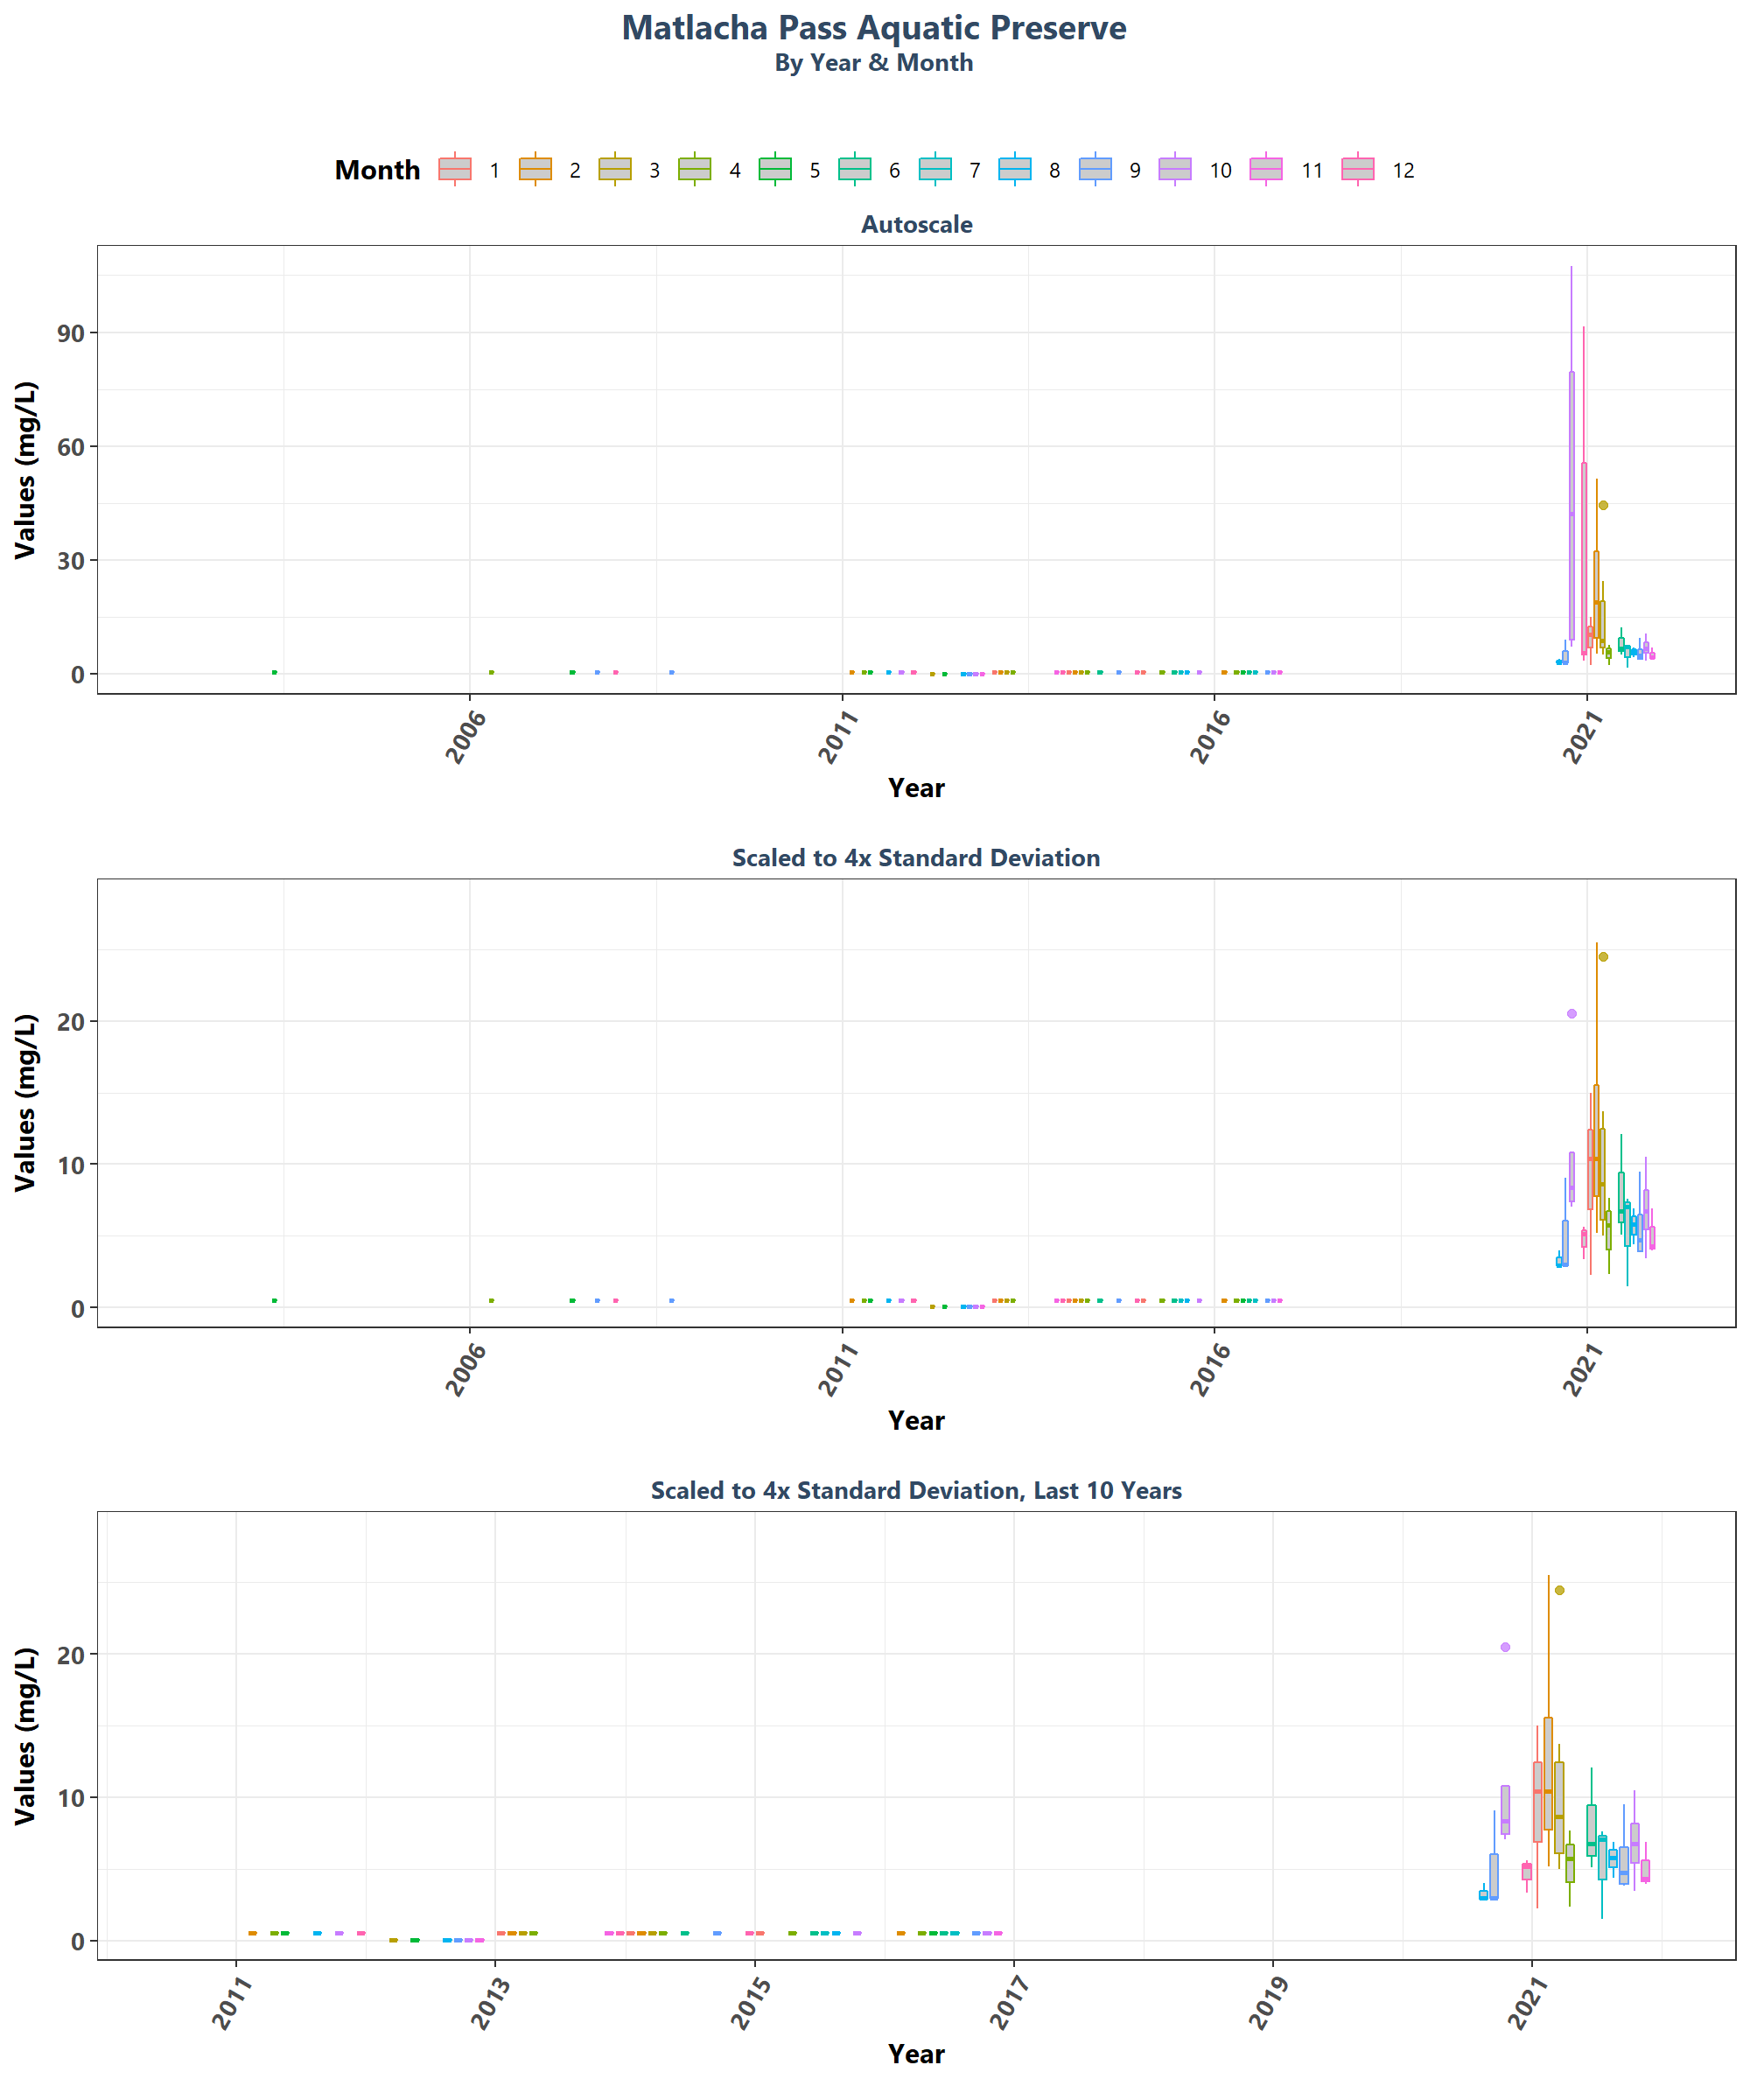 Matlacha Pass Aquatic Preserve
By Year & Month
Month 1 2 3 4 5 6 7 8 9 10 11 12
Autoscale
Values (mg/L)
90
60
30
0
2006 2011 2016 2021
Year
Scaled to 4x Standard Deviation
Values (mg/L)
20
10
0
2006 2011 2016 2021
Year
Scaled to 4x Standard Deviation, Last 10 Years
Values (mg/L)
20
10
0
2011 2013 2015 2017 2019 2021
Year